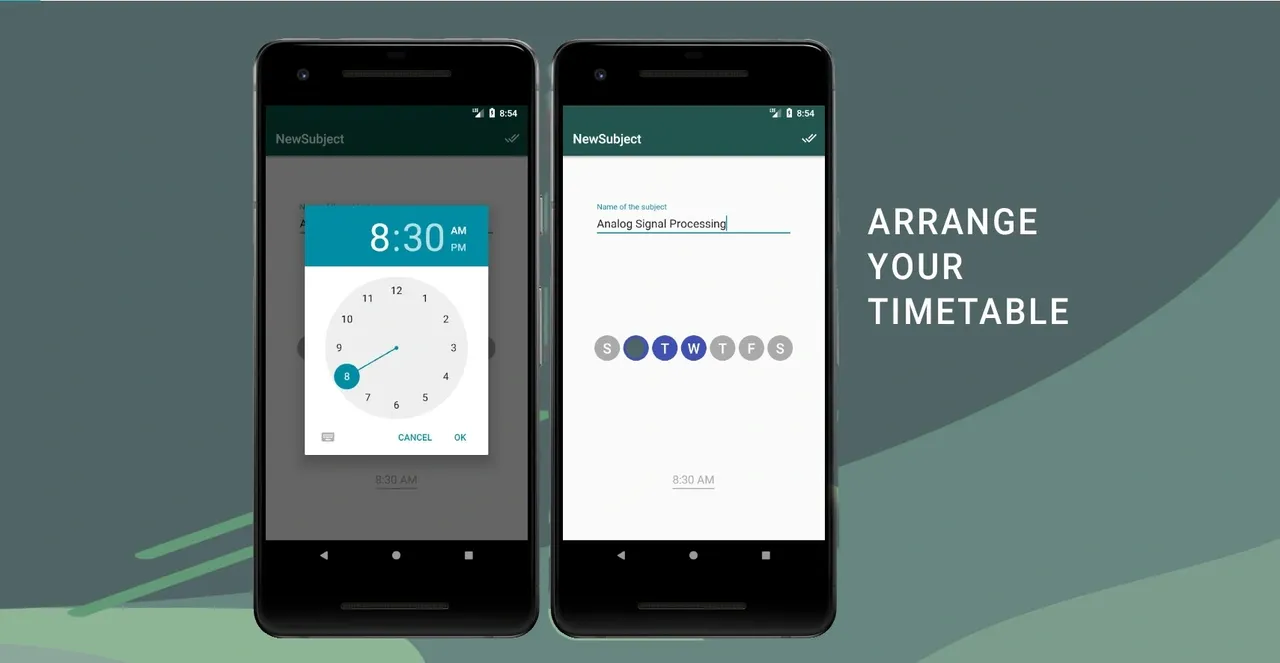 8:54
NewSubject
A
8:30 AM
PM
12
11
1
10
2
9
3
8
4
7
5
6
CANCEL OK
8:30 AM
8:54
NewSubject
Name of the subject
Analog Signal Processing
S T W T F S
8:30 AM
ARRANGE
YOUR
TIMETABLE